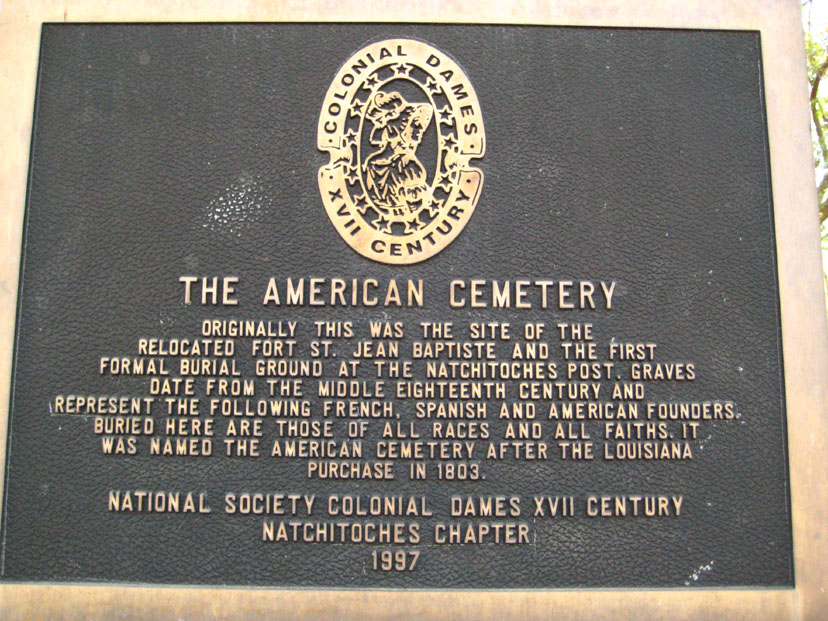 COLONIAL DAMES
XVII CENTURY
THE AMERICAN CEMETERY
ORIGINALLY THIS WAS THE SITE OF THE
RELOCATED FORT ST. JEAN BAPTISTE AND THE FIRST
FORMAL BURIAL GROUND AT THE NATCHITOCHES POST. GRAVES
DATE FROM THE MIDDLE EIGHTEENTH CENTURY AND
REPRESENT THE FOLLOWING FRENCH, SPANISH AND AMERICAN FOUNDERS.
BURIED HERE ARE THOSE OF ALL RACES AND ALL FAITHS. IT
WAS NAMED THE AMERICAN CEMETERY AFTER THE LOUISIANA
PURCHASE IN 1803.
NATIONAL SOCIETY COLONIAL DAMES XVII CENTURY
NATCHITOCHES CHAPTER
1997